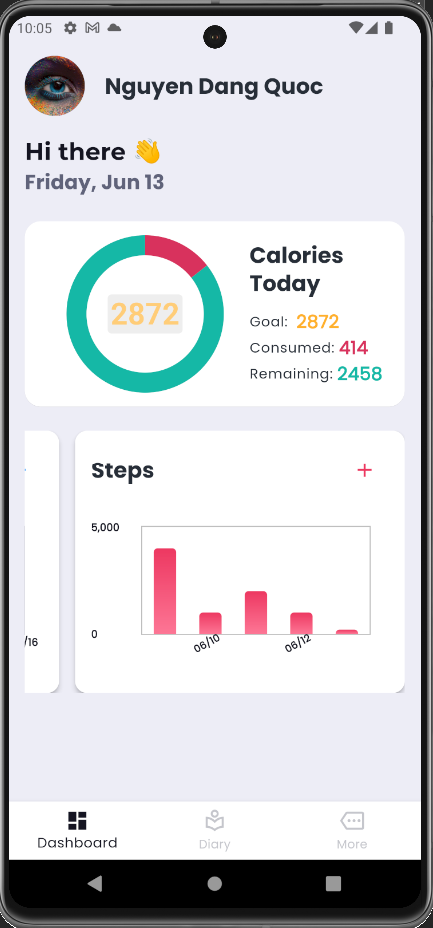 10:05
Nguyen Dang Quoc
Hi there 👋
Friday, Jun 13
2872
Calories
Today
Goal: 2872
Consumed: 414
Remaining: 2458
/16
Steps
+
5,000
0
06/10
06/12
Dashboard
Diary
More